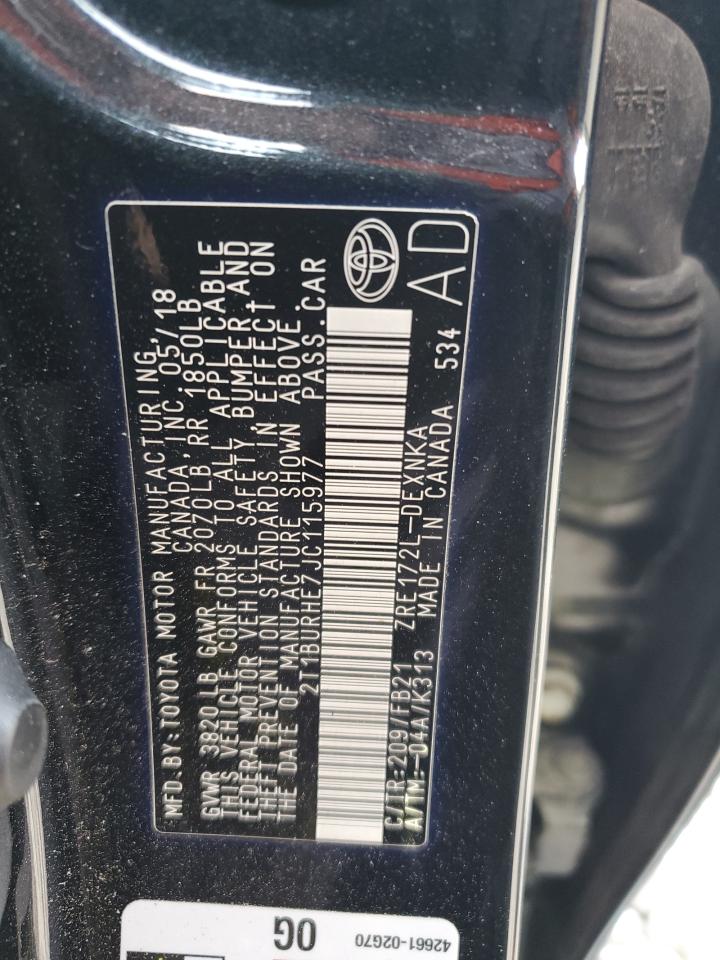 MFD.BY:TOYOTA MOTOR MANUFACTURING,
CANADA,INC.05/18
GVWR 3820LB GAWR FR 2070LB,RR 1850LB
THIS VEHICLE CONFORMS TO ALL APPLICABLE
FEDERAL MOTOR VEHICLE SAFETY,BUMPER,AND
THEFT PREVENTION STANDARDS IN EFFECT ON
THE DATE OF MANUFACTURE SHOWN ABOVE.
2T1BURHE7JC115977 PASS.CAR
C/TR:209/FB21 ZRE172L-DEXNKA
A/TM:-04A/K313 MADE IN CANADA 534
AD
0G
42661-02G70